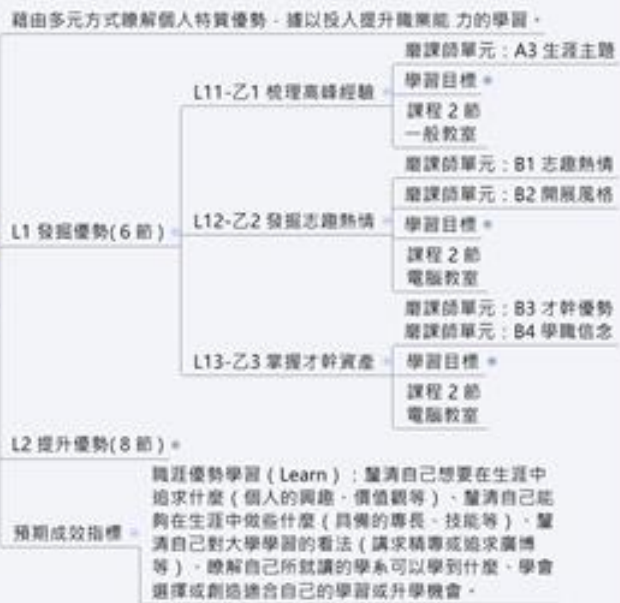 藉由多元方式瞭解個人特質優勢，據以投入提升職業能 力的學習。
磨課師單元：A3 生涯主題
L11-乙1 梳理高峰經驗
學習目標
課程 2 節
一般教室
磨課師單元：B1 志趣熱情
磨課師單元：B2 開展風格
L1 發掘優勢(6 節)
L12-乙2 發掘志趣熱情
學習目標
課程 2 節
電腦教室
磨課師單元：B3 才幹優勢
磨課師單元：B4 學職信念
L13-乙3 掌握才幹資產
學習目標
課程 2 節
電腦教室
L2 提升優勢(8 節)
預期成效指標
職涯優勢學習（Learn）：釐清自己想要在生涯中
追求什麼（個人的興趣、價值觀等）、釐清自己能
夠在生涯中做些什麼（具備的專長、技能等）、釐
清自己對大學學習的看法（講求精專或追求廣博
等）、瞭解自己所就讀的學系可以學到什麼、學會
選擇或創造適合自己的學習或升學機會。